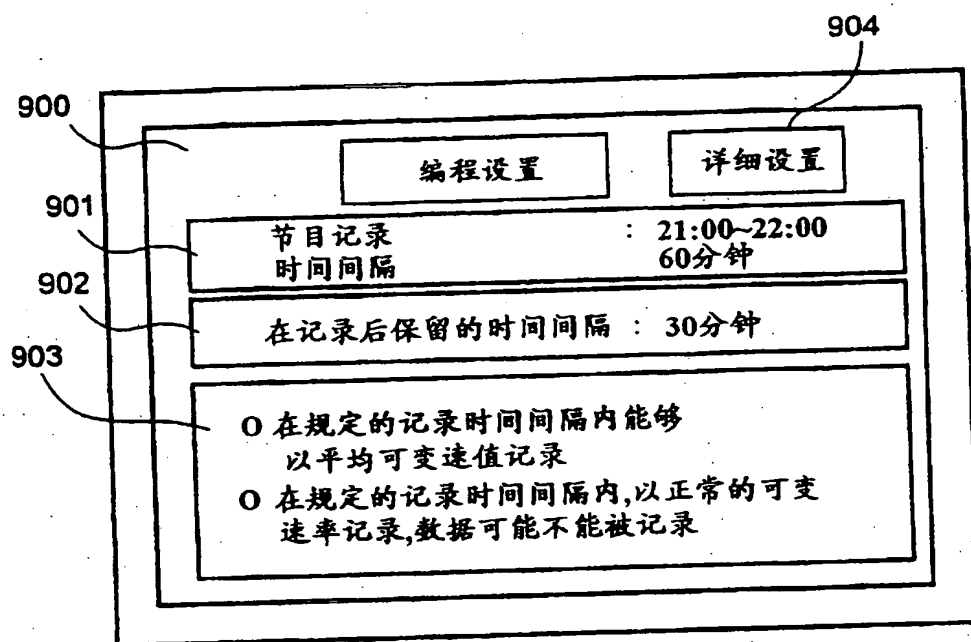 904
900
编程设置 详细设置
901
节目记录 : 21:00~22:00
时间间隔 60分钟
902
在记录后保留的时间间隔 : 30分钟
903
O 在规定的记录时间间隔内能够
以平均可变速值记录
O 在规定的记录时间间隔内,以正常的可变
速率记录,数据可能不能被记录